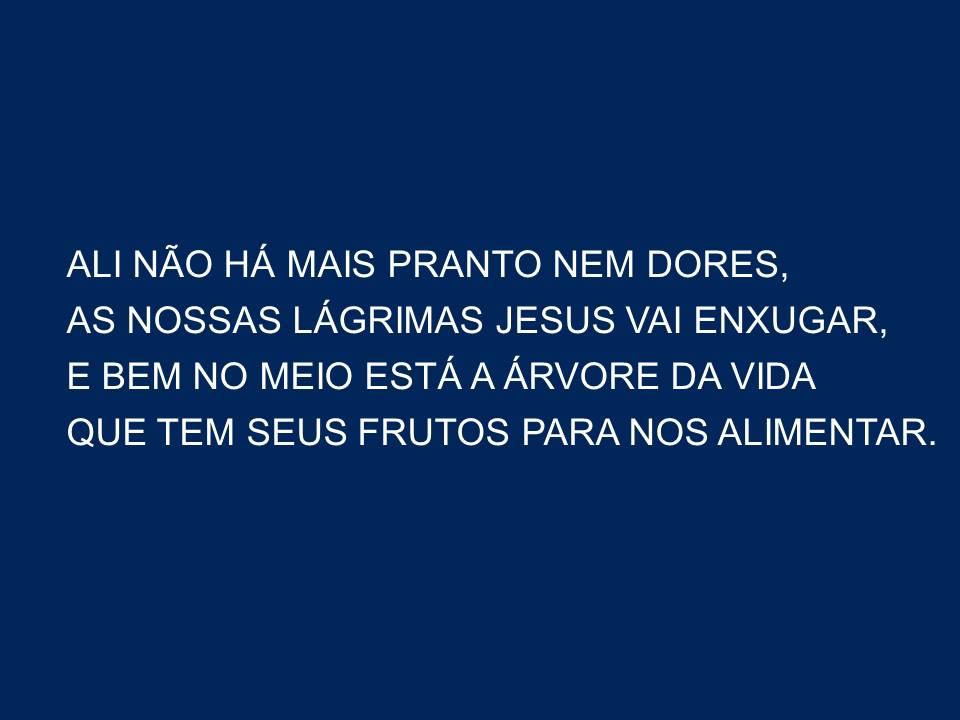 ALI NÃO HÁ MAIS PRANTO NEM DORES,
AS NOSSAS LÁGRIMAS JESUS VAI ENXUGAR,
E BEM NO MEIO ESTÁ A ÁRVORE DA VIDA
QUE TEM SEUS FRUTOS PARA NOS ALIMENTAR.